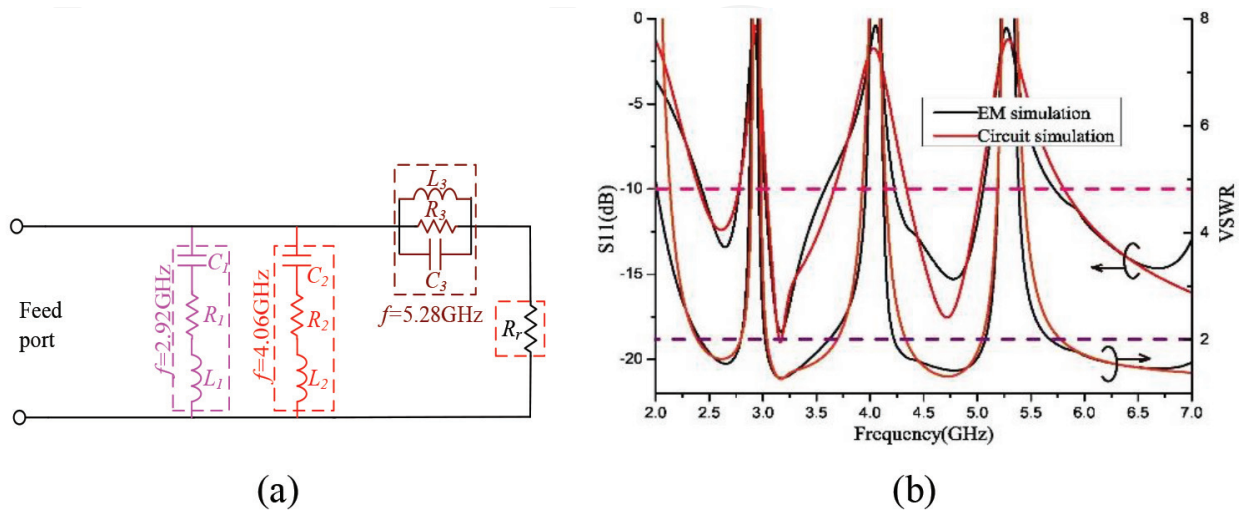 Feed
port
f=2.92GHz
C1
R1
L1
f=4.06GHz
C2
R2
L2
L3
R3
C3
f=5.28GHz
Rr
(a)
S11(dB)
0
-5
-10
-15
-20
EM simulation
Circuit simulation
8
6
4
2
VSWR
2.0 2.5 3.0 3.5 4.0 4.5 5.0 5.5 6.0 6.5 7.0
Frequency(GHz)
(b)